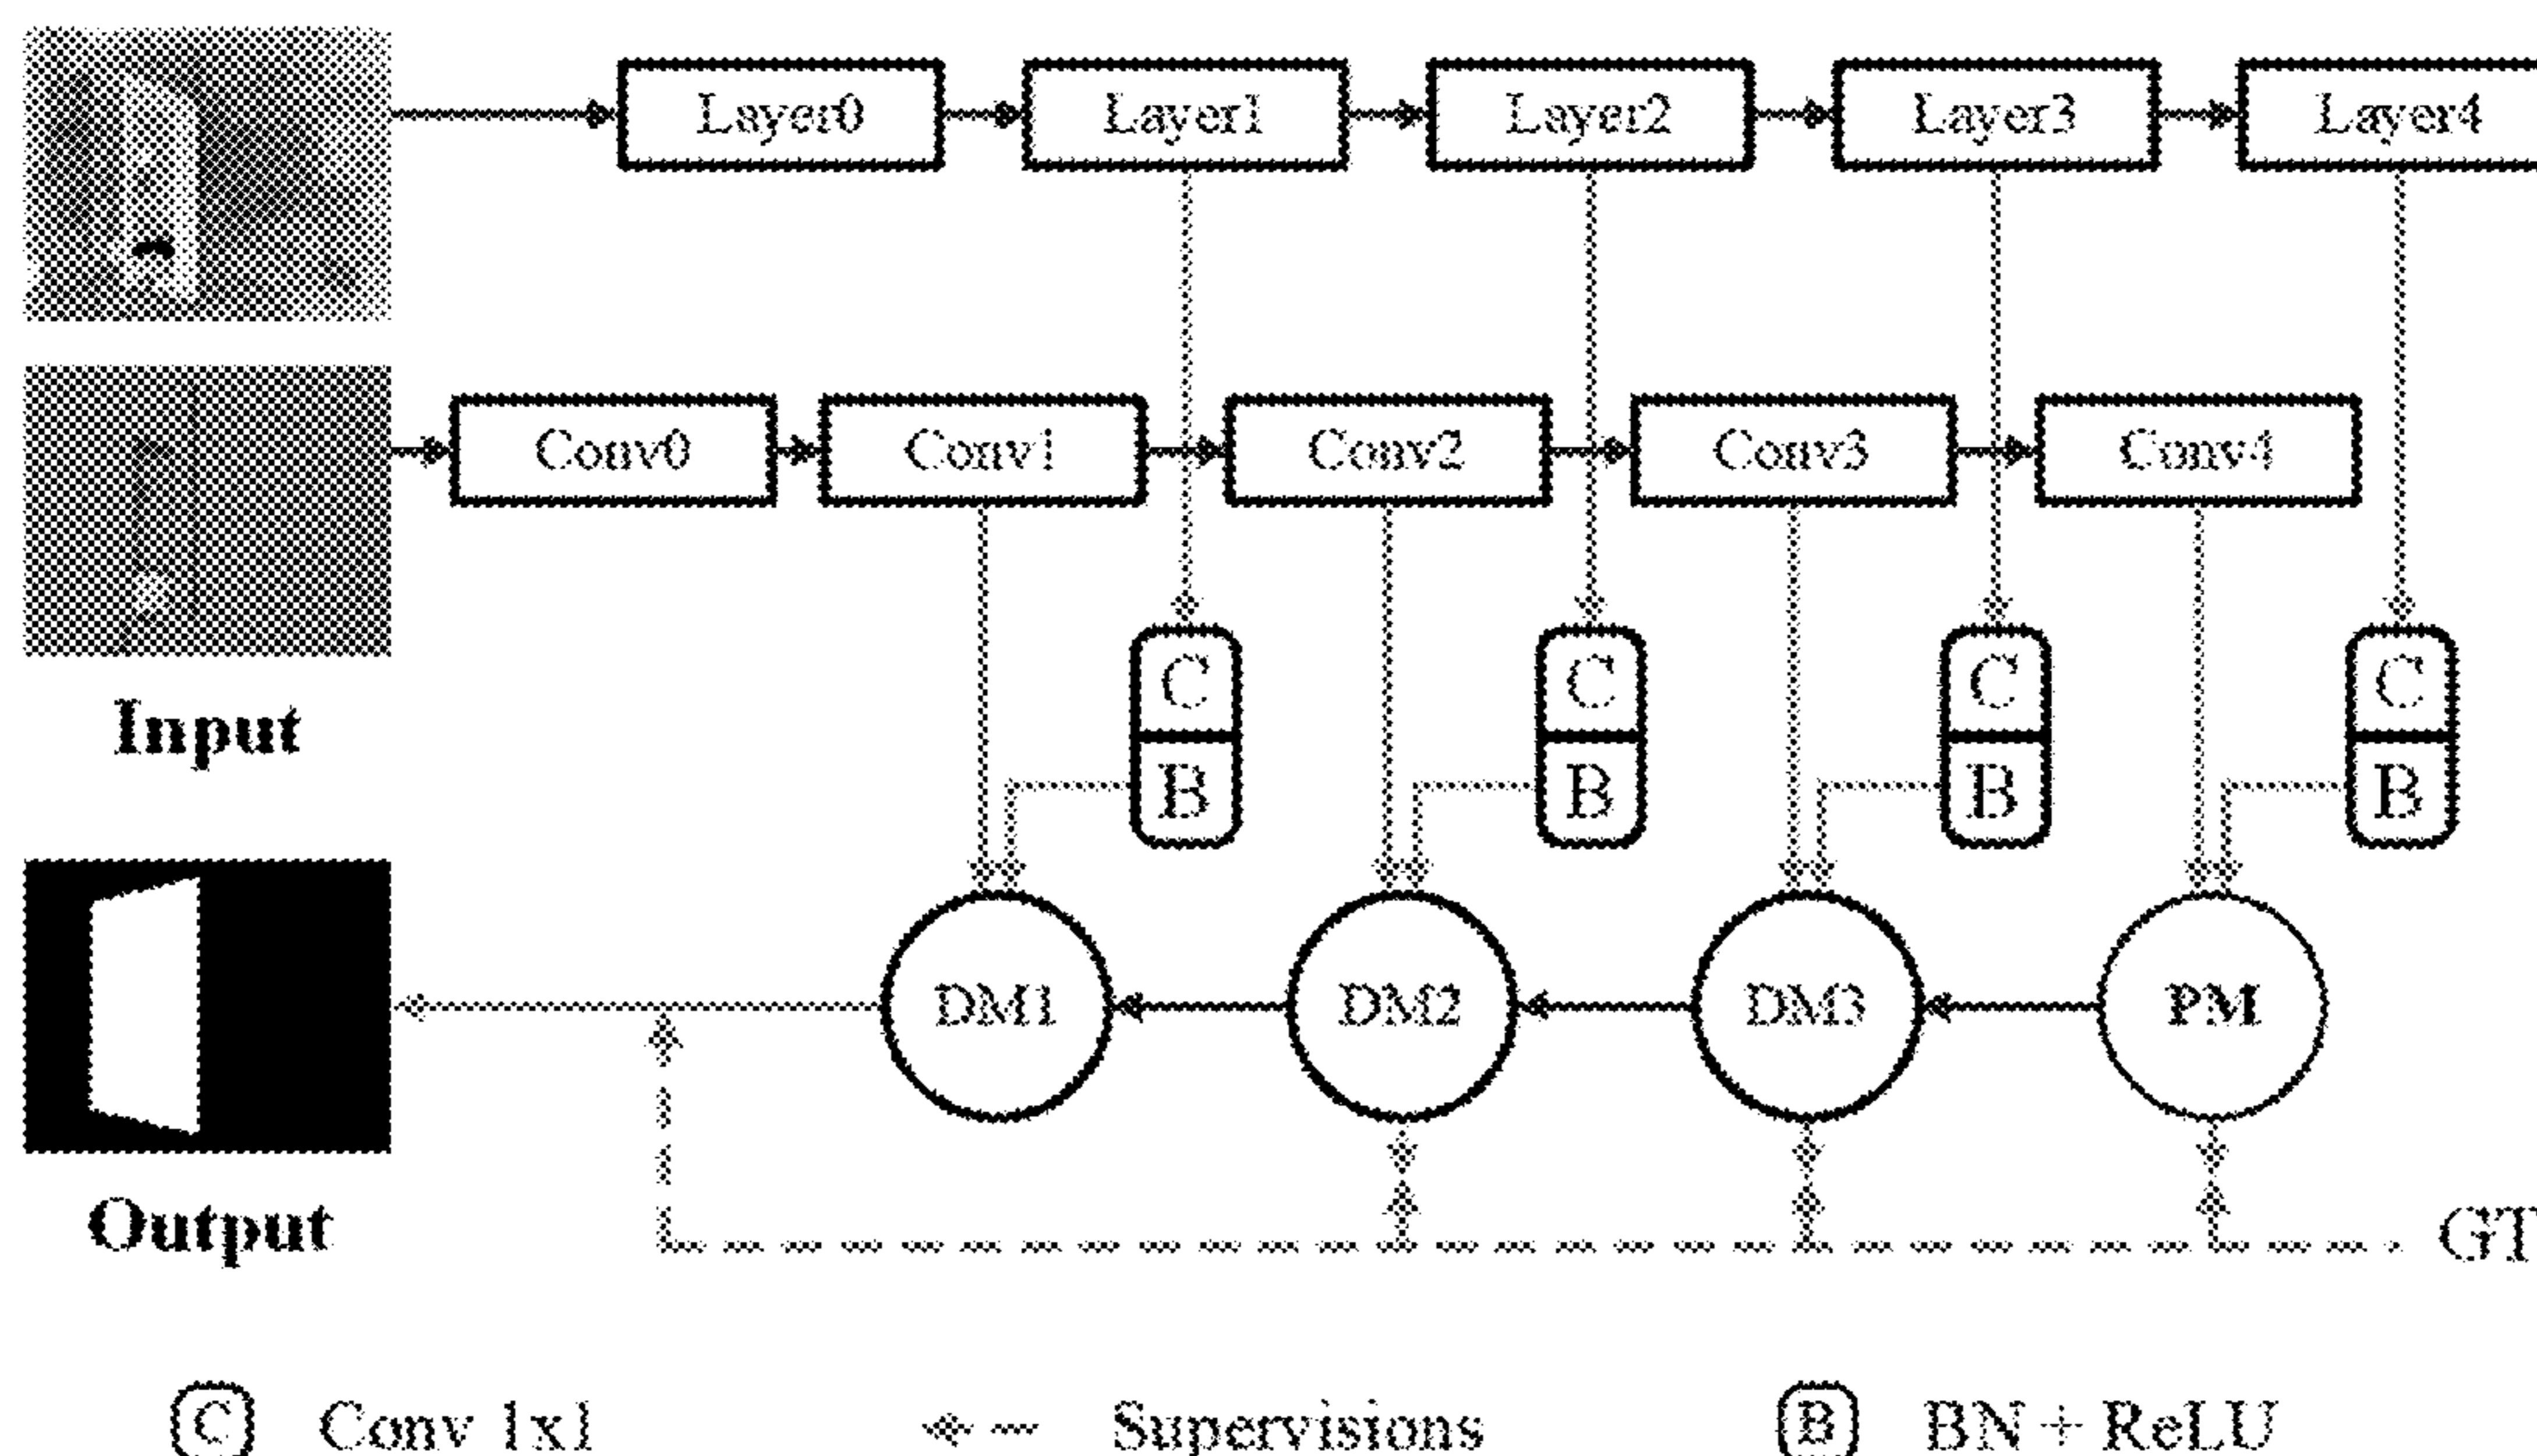 Layer0 Layer1 Layer2 Layer3 Layer4
Conv0 Conv1 Conv2 Conv3 Conv4
C C C C
Input
B B B B
DM1 DM2 DM3 PM
Output
GT
C Conv 1x1 Supervisions B BN + ReLU